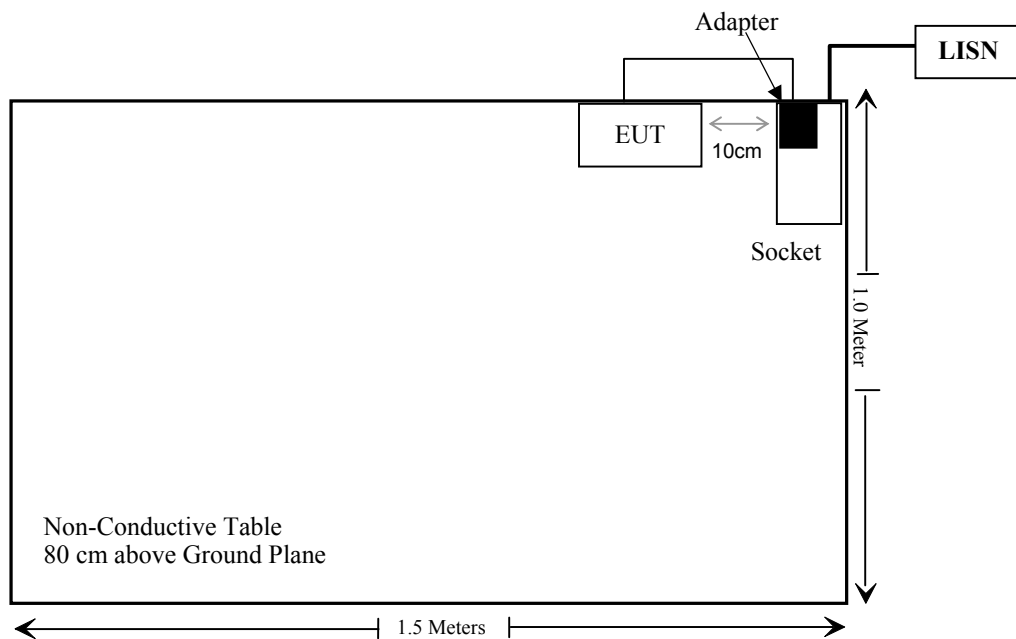 Adapter
LISN
EUT
10cm
Socket
1.0 Meter
Non-Conductive Table
80 cm above Ground Plane
1.5 Meters